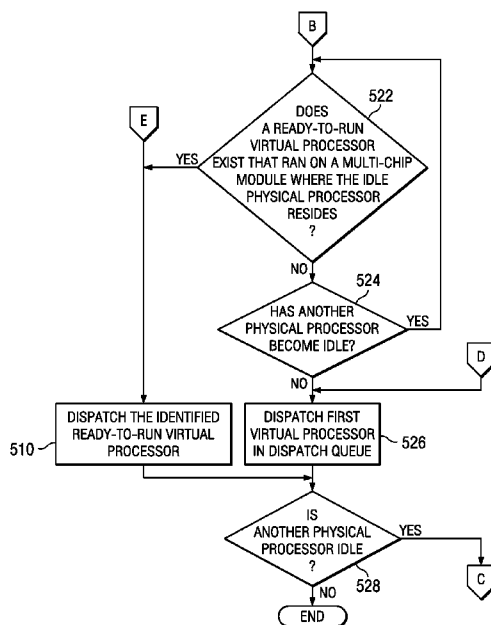 B
522
DOES
A READY-TO-RUN
VIRTUAL PROCESSOR
EXIST THAT RAN ON A MULTI-CHIP
MODULE WHERE THE IDLE
PHYSICAL PROCESSOR
RESIDES
?
E
YES
NO
524
HAS ANOTHER
PHYSICAL PROCESSOR
BECOME IDLE?
YES
D
NO
510
DISPATCH THE IDENTIFIED
READY-TO-RUN VIRTUAL
PROCESSOR
DISPATCH FIRST
VIRTUAL PROCESSOR
IN DISPATCH QUEUE
526
IS
ANOTHER PHYSICAL
PROCESSOR IDLE
?
YES
528
C
NO
END